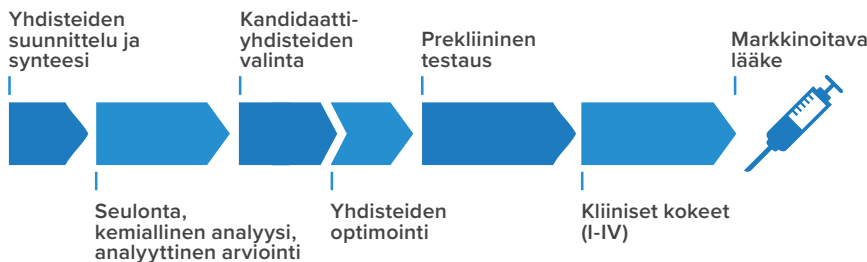 Yhdisteiden
suunnittelu ja
synteesi
Kandidaatti-
yhdisteiden
valinta
Prekliininen
testaus
Markkinoitava
lääke
Seulonta,
kemiallinen analyysi,
analyyttinen arviointi
Yhdisteiden
optimointi
Kliiniset kokeet
(I-IV)